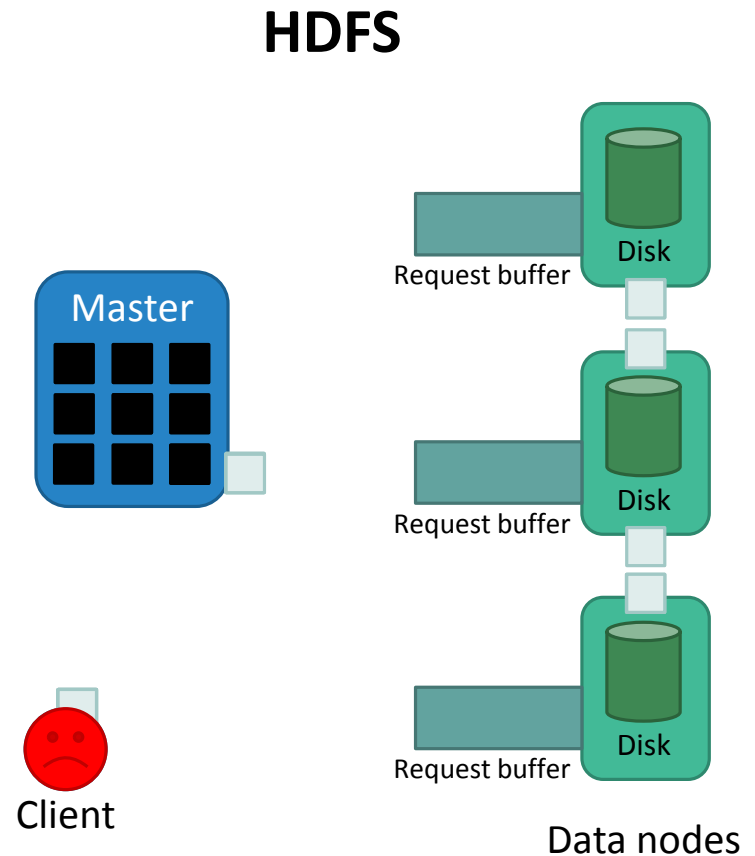 HDFS
Disk
Request buffer
Master
Disk
Request buffer
Disk
Request buffer
Client
Data nodes